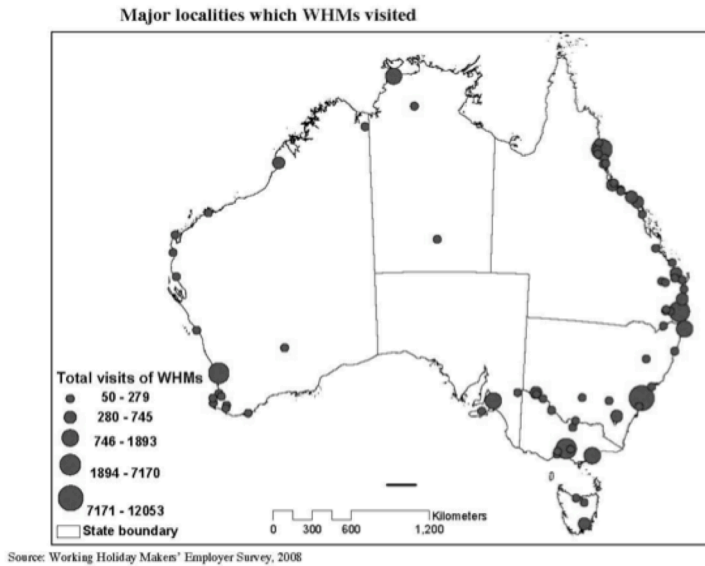 Major localities which WHMs visited
Total visits of WHMs
50 - 279
280 - 745
746 - 1893
1894 - 7170
7171 - 12053
State boundary
Kilometers
0 300 600 1,200
Source: Working Holiday Makers' Employer Survey, 2008